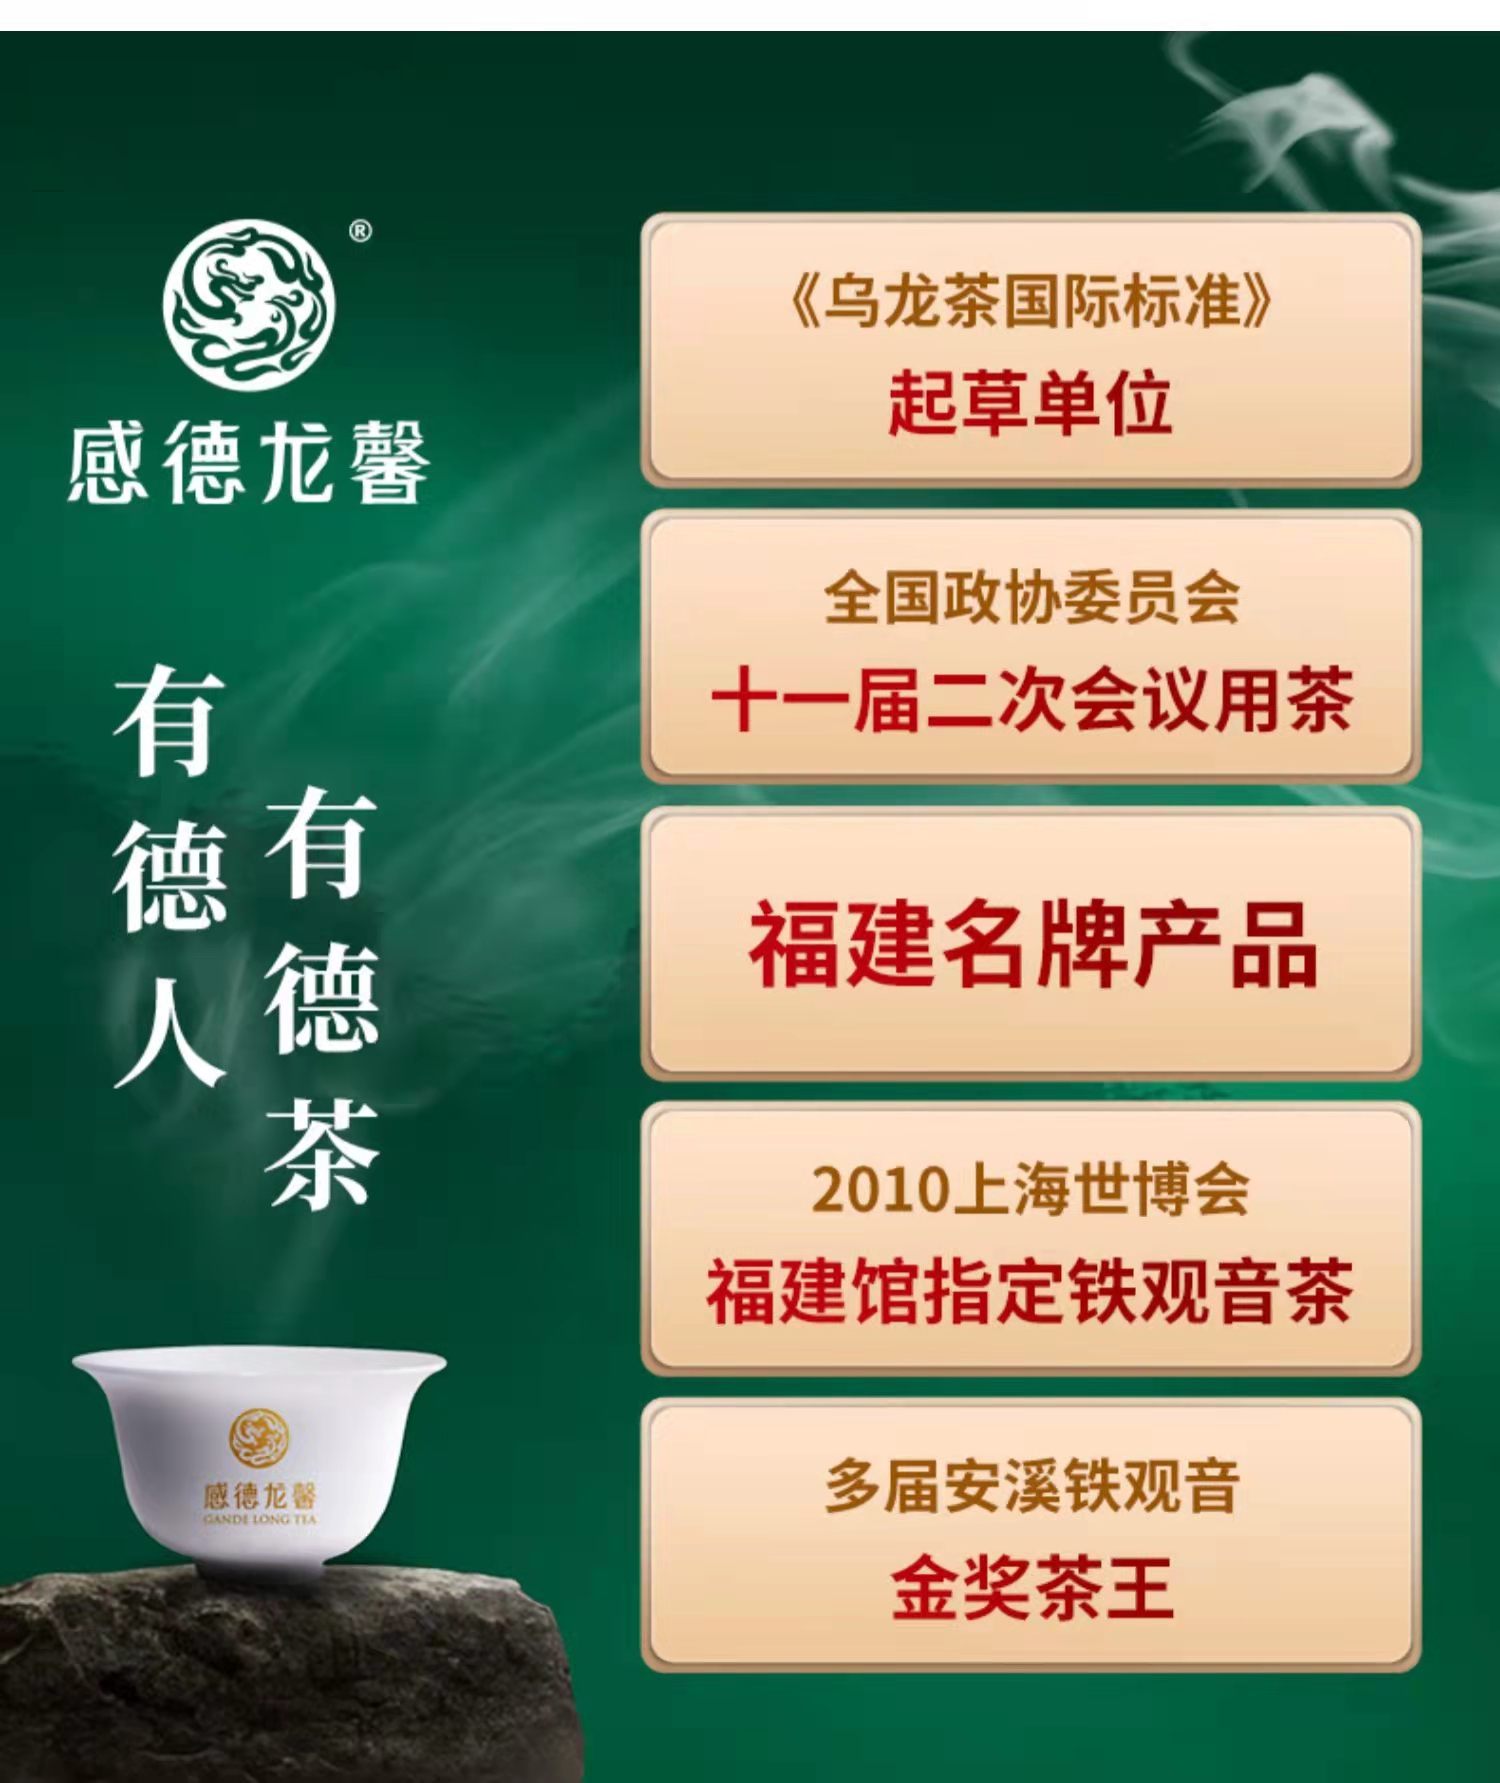 ®
感德龙馨
有德人
有德茶
感德龙馨
GANDE LONG TEA
《乌龙茶国际标准》
起草单位
全国政协委员会
十一届二次会议用茶
福建名牌产品
2010上海世博会
福建馆指定铁观音茶
多届安溪铁观音
金奖茶王